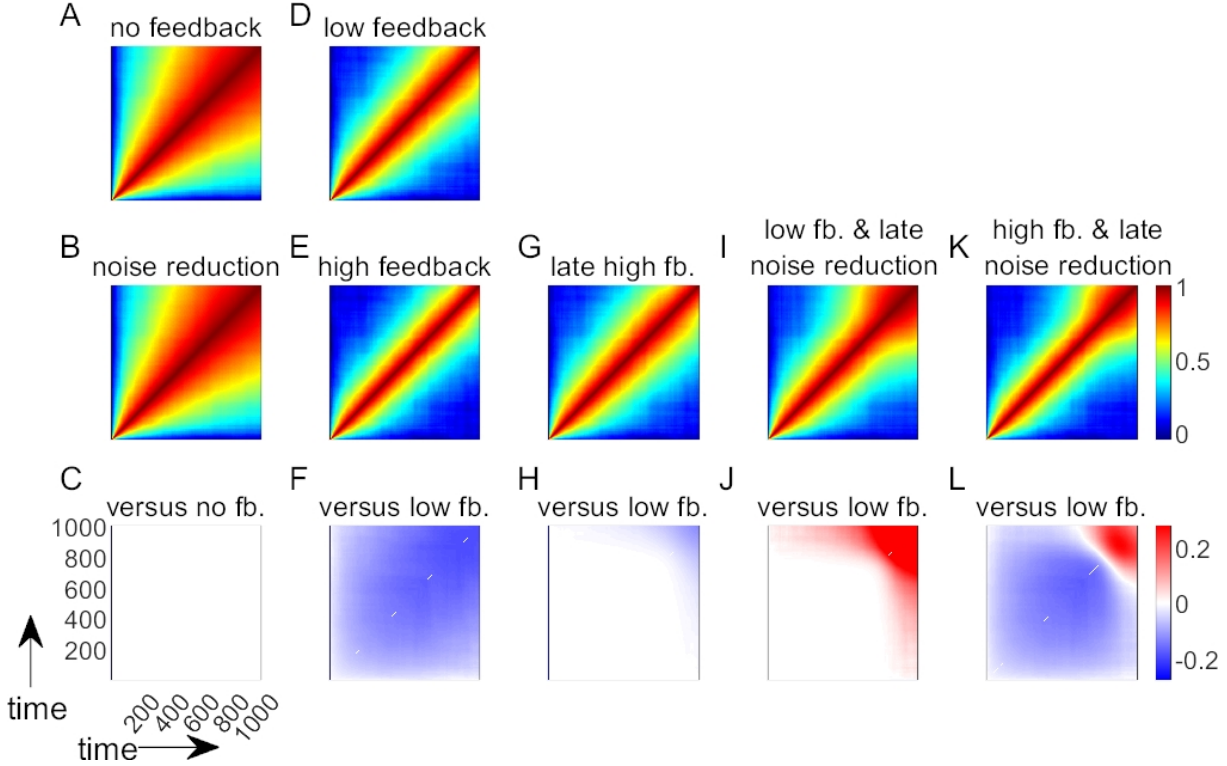 A
no feedback
D
low feedback
B
noise reduction
E
high feedback
G
late high fb.
I
low fb. & late
noise reduction
K
high fb. & late
noise reduction
1
0.5
0
C
versus no fb.
F
versus low fb.
H
versus low fb.
J
versus low fb.
L
versus low fb.
1000
800
600
400
200
time
200
400
600
800
1000
time
0.2
0
-0.2